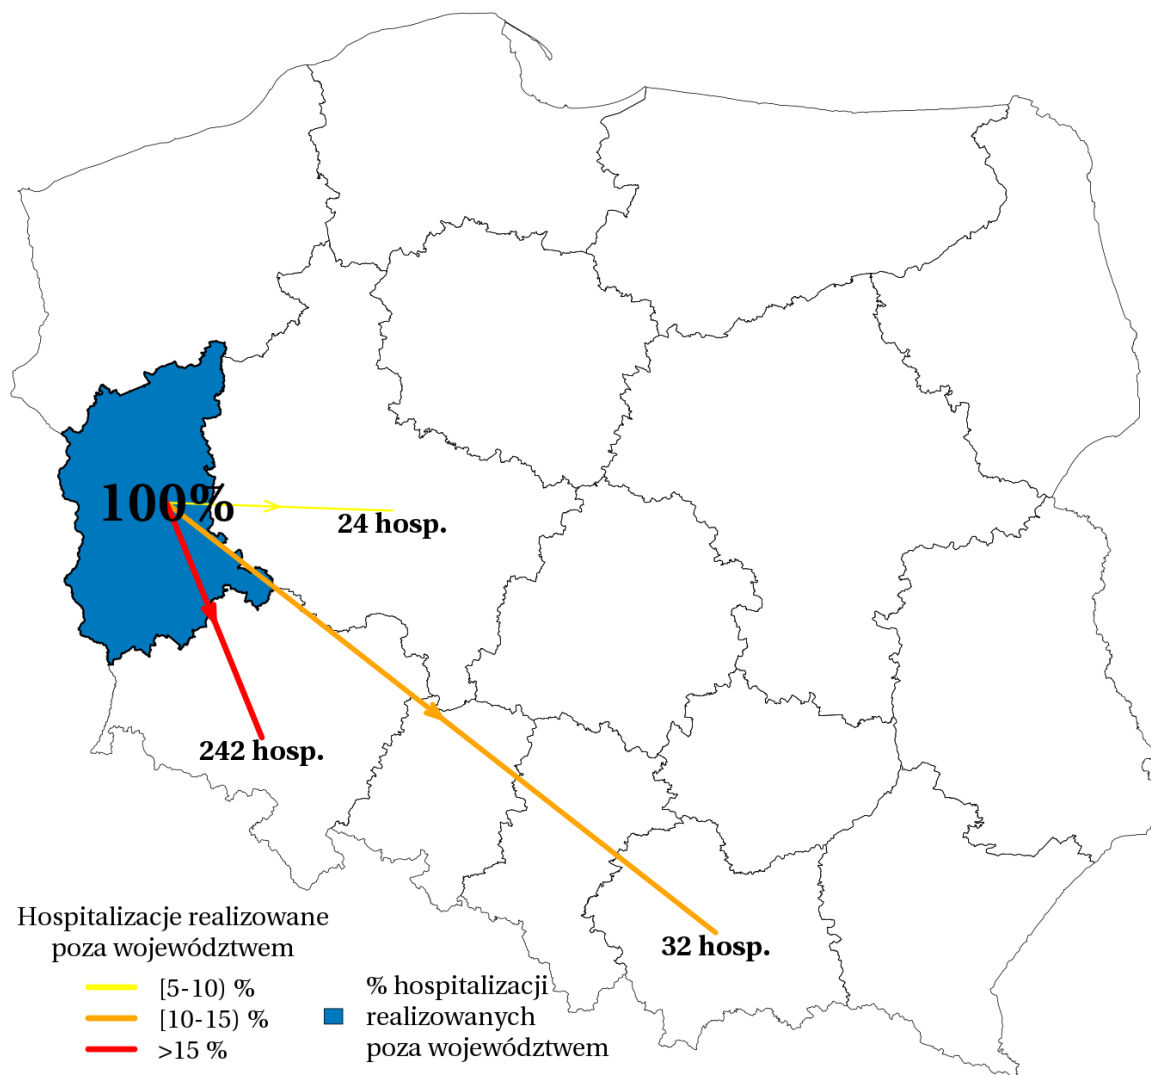 100%
24 hosp.
242 hosp.
32 hosp.
Hospitalizacje realizowane
poza województwem
[5-10) %
[10-15) %
>15 %
% hospitalizacji
realizowanych
poza województwem